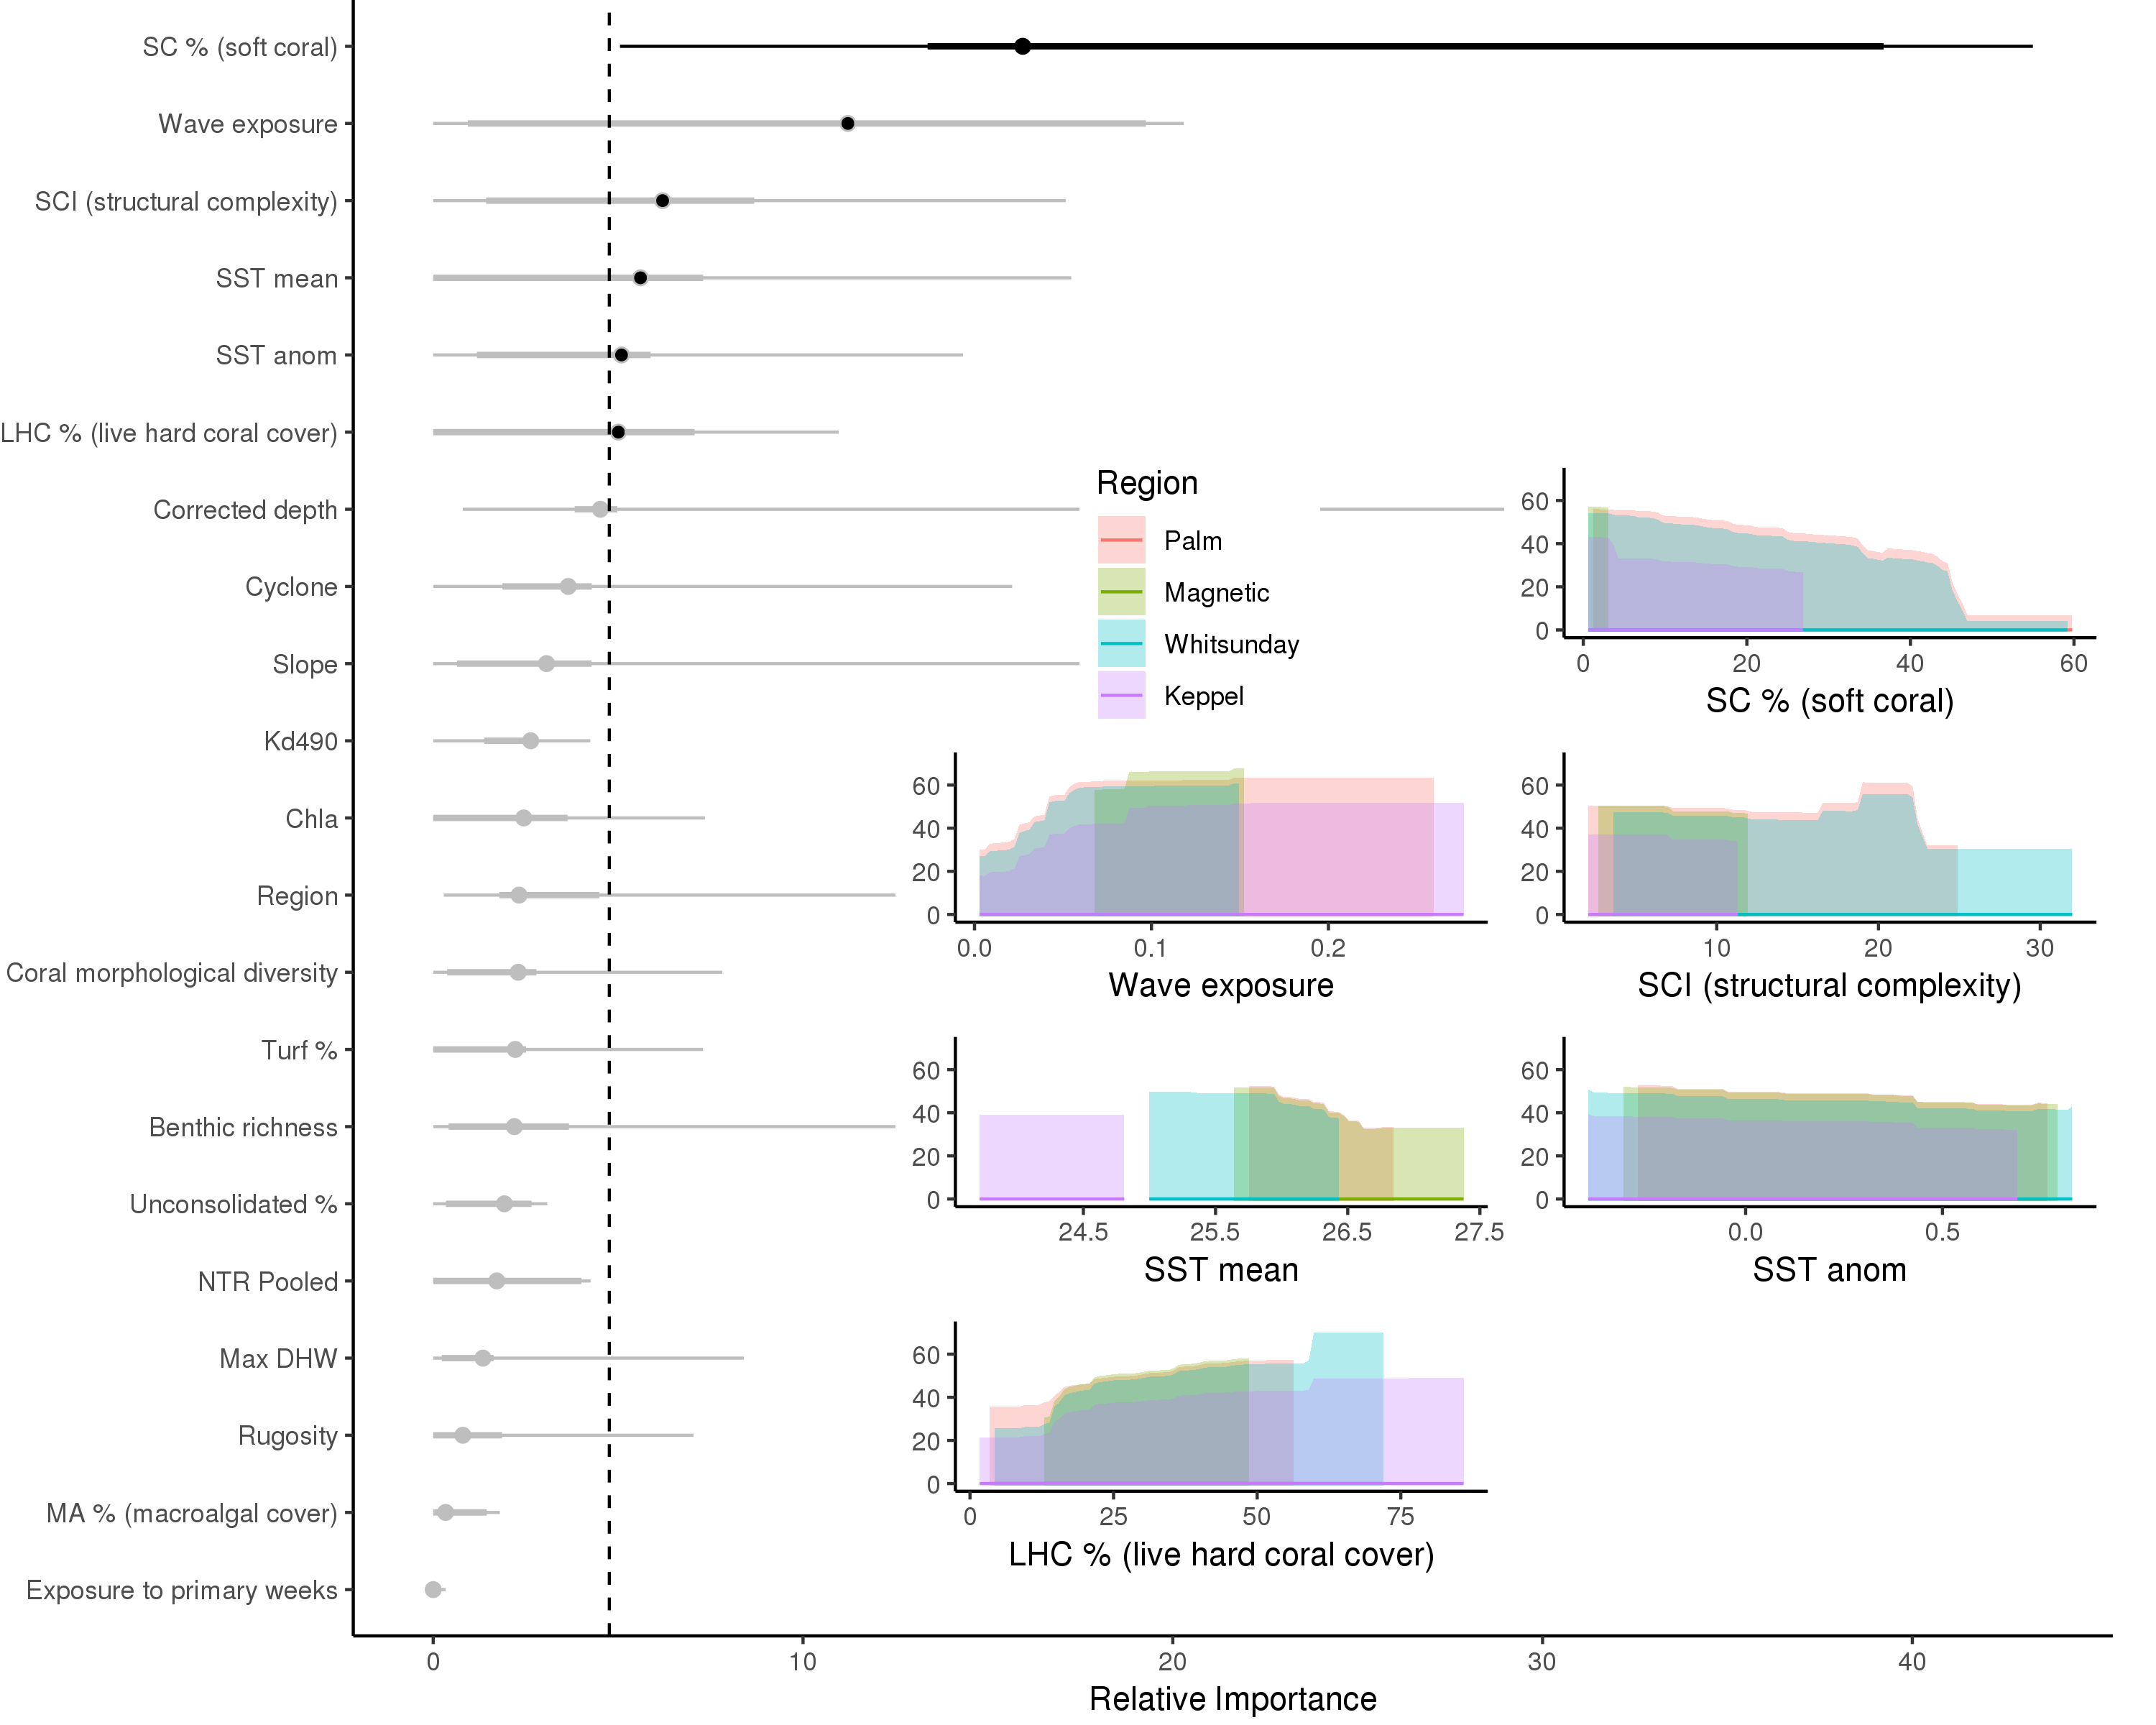 SC % (soft coral)
Wave exposure
SCI (structural complexity)
SST mean
SST anom
LHC % (live hard coral cover)
Corrected depth
Cyclone
Slope
Kd490
Chla
Region
Coral morphological diversity
Turf %
Benthic richness
Unconsolidated %
NTR Pooled
Max DHW
Rugosity
MA % (macroalgal cover)
Exposure to primary weeks
0 10 20 30 40
Relative Importance
Region
Palm
Magnetic
Whitsunday
Keppel
60
40
20
0
0 20 40 60
SC % (soft coral)
60
40
20
0
0.0 0.1 0.2
Wave exposure
60
40
20
0
10 20 30
SCI (structural complexity)
60
40
20
0
24.5 25.5 26.5 27.5
SST mean
60
40
20
0
0.0 0.5
SST anom
60
40
20
0
0 25 50 75
LHC % (live hard coral cover)